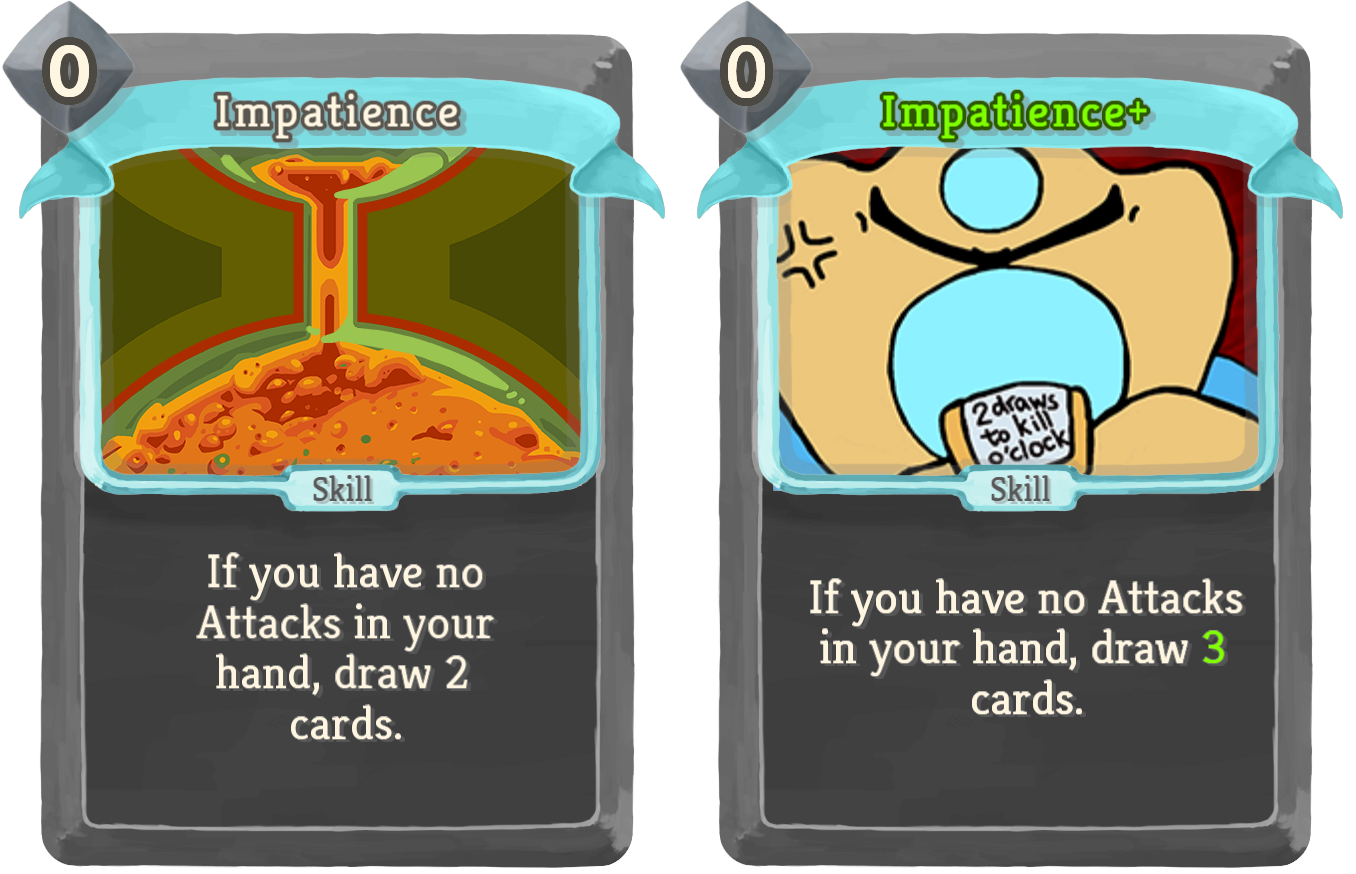 0
Impatience
Skill
If you have no
Attacks in your
hand, draw 2
cards.
0
Impatience+
2 draws
to kill
o'clock
Skill
If you have no Attacks
in your hand, draw 3
cards.